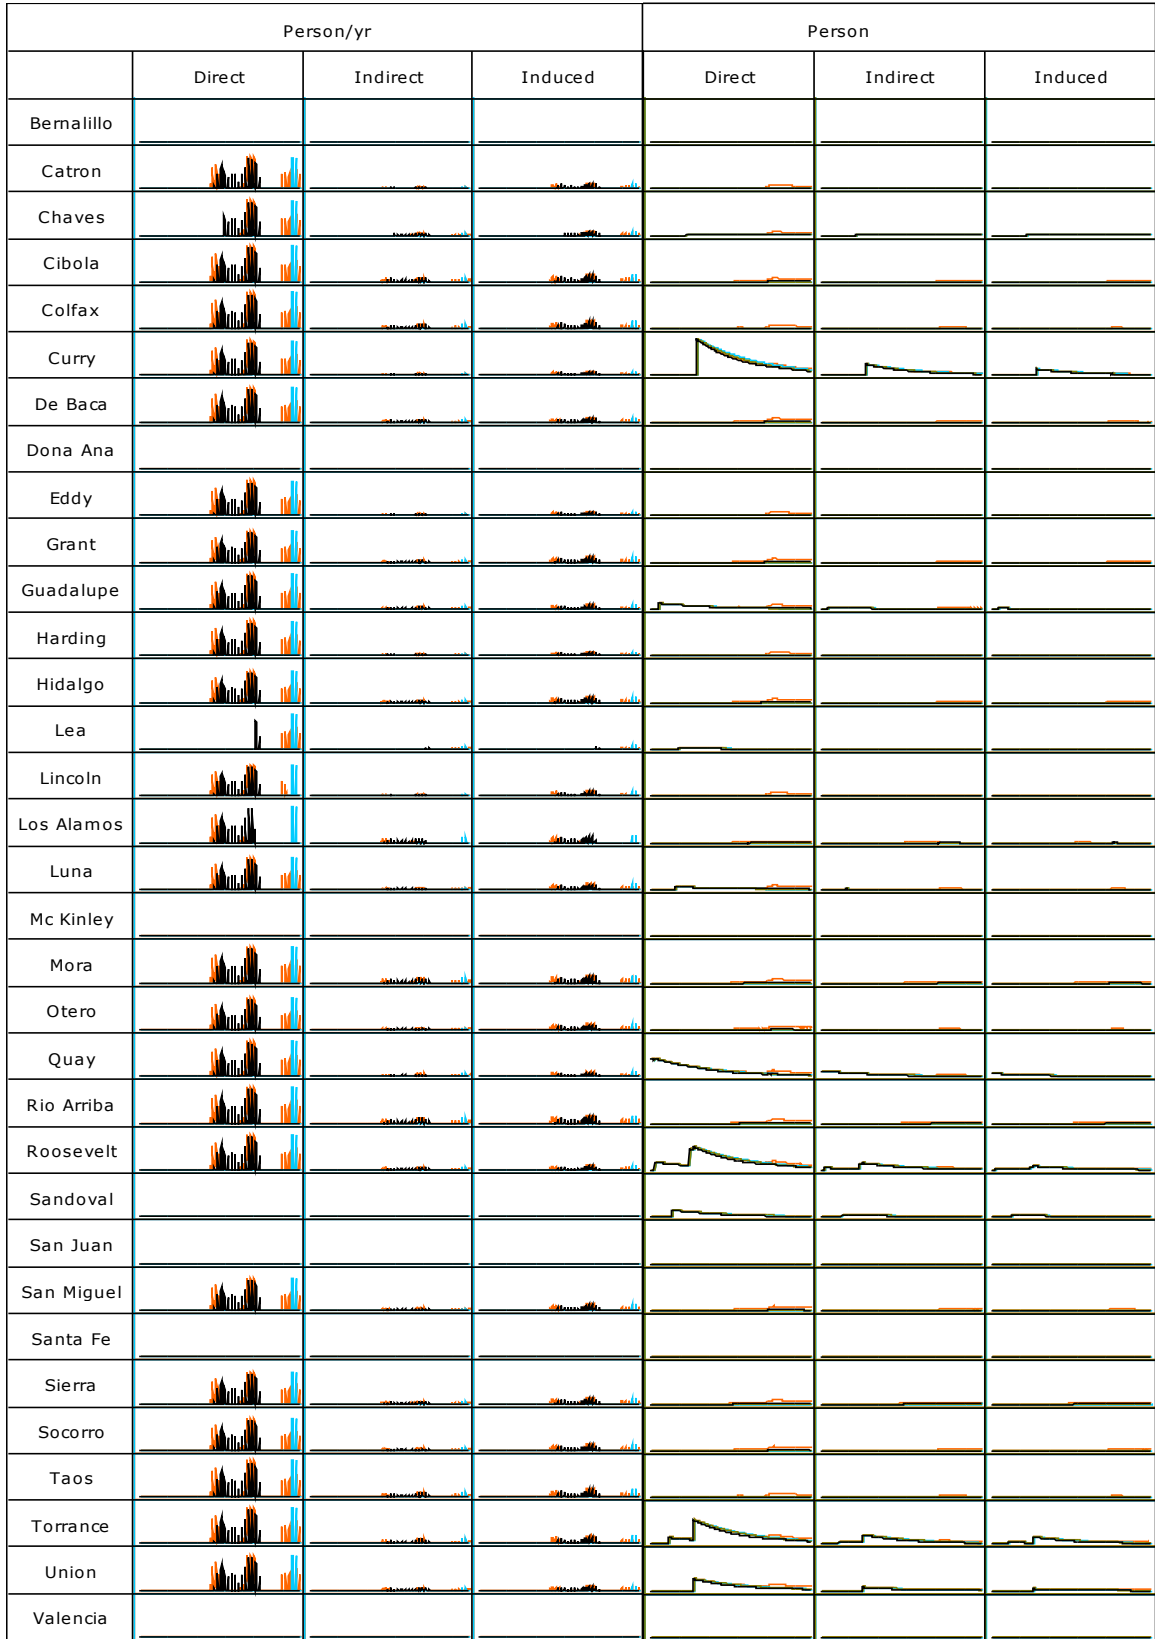 Person/yr Person
Direct Indirect Induced Direct Indirect Induced
Bernalillo
Catron
Chaves
Cibola
Colfax
Curry
De Baca
Dona Ana
Eddy
Grant
Guadalupe
Harding
Hidalgo
Lea
Lincoln
Los Alamos
Luna
Mc Kinley
Mora
Otero
Quay
Rio Arriba
Roosevelt
Sandoval
San Juan
San Miguel
Santa Fe
Sierra
Socorro
Taos
Torrance
Union
Valencia